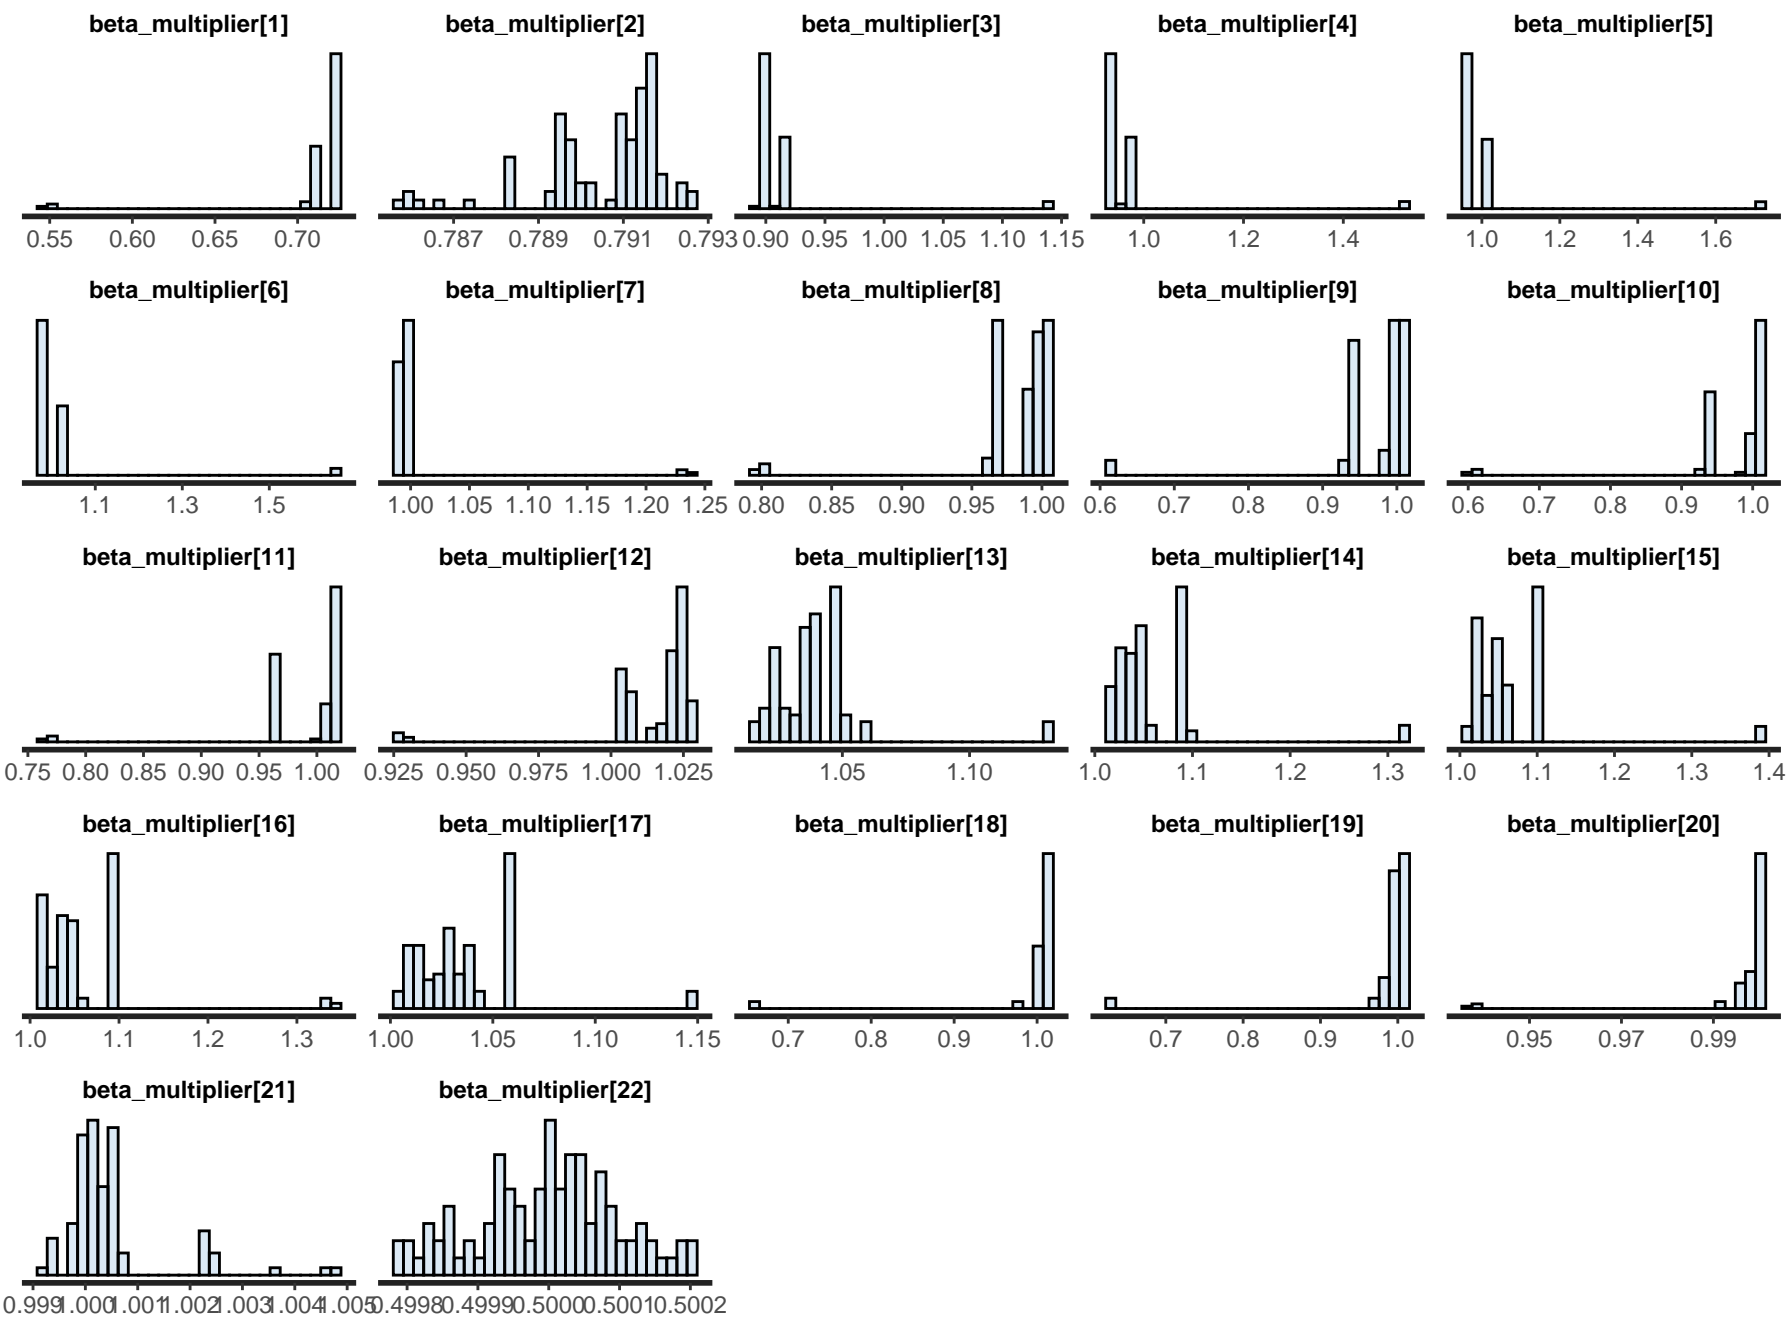 beta_multiplier[1] beta_multiplier[2] beta_multiplier[3] beta_multiplier[4] beta_multiplier[5]
0.55 0.60 0.65 0.70 0.787 0.789 0.791 0.793 0.90 0.95 1.00 1.05 1.10 1.15 1.0 1.2 1.4 1.0 1.2 1.4 1.6
beta_multiplier[6] beta_multiplier[7] beta_multiplier[8] beta_multiplier[9] beta_multiplier[10]
1.1 1.3 1.5 1.00 1.05 1.10 1.15 1.20 1.25 0.80 0.85 0.90 0.95 1.00 0.6 0.7 0.8 0.9 1.0 0.6 0.7 0.8 0.9 1.0
beta_multiplier[11] beta_multiplier[12] beta_multiplier[13] beta_multiplier[14] beta_multiplier[15]
0.75 0.80 0.85 0.90 0.95 1.00 0.925 0.950 0.975 1.000 1.025 1.05 1.10 1.0 1.1 1.2 1.3 1.0 1.1 1.2 1.3 1.4
beta_multiplier[16] beta_multiplier[17] beta_multiplier[18] beta_multiplier[19] beta_multiplier[20]
1.0 1.1 1.2 1.3 1.00 1.05 1.10 1.15 0.7 0.8 0.9 1.0 0.7 0.8 0.9 1.0 0.95 0.97 0.99
beta_multiplier[21] beta_multiplier[22]
0.999 1.000 1.001 1.002 1.003 1.004 1.005 0.4998 0.4999 0.5000 0.5001 0.5002